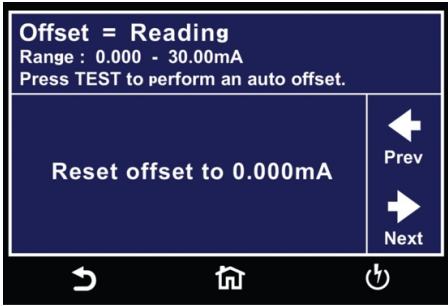 Offset = Reading
Range : 0.000 - 30.00mA
Press TEST to perform an auto offset.
Reset offset to 0.000mA
Prev
Next